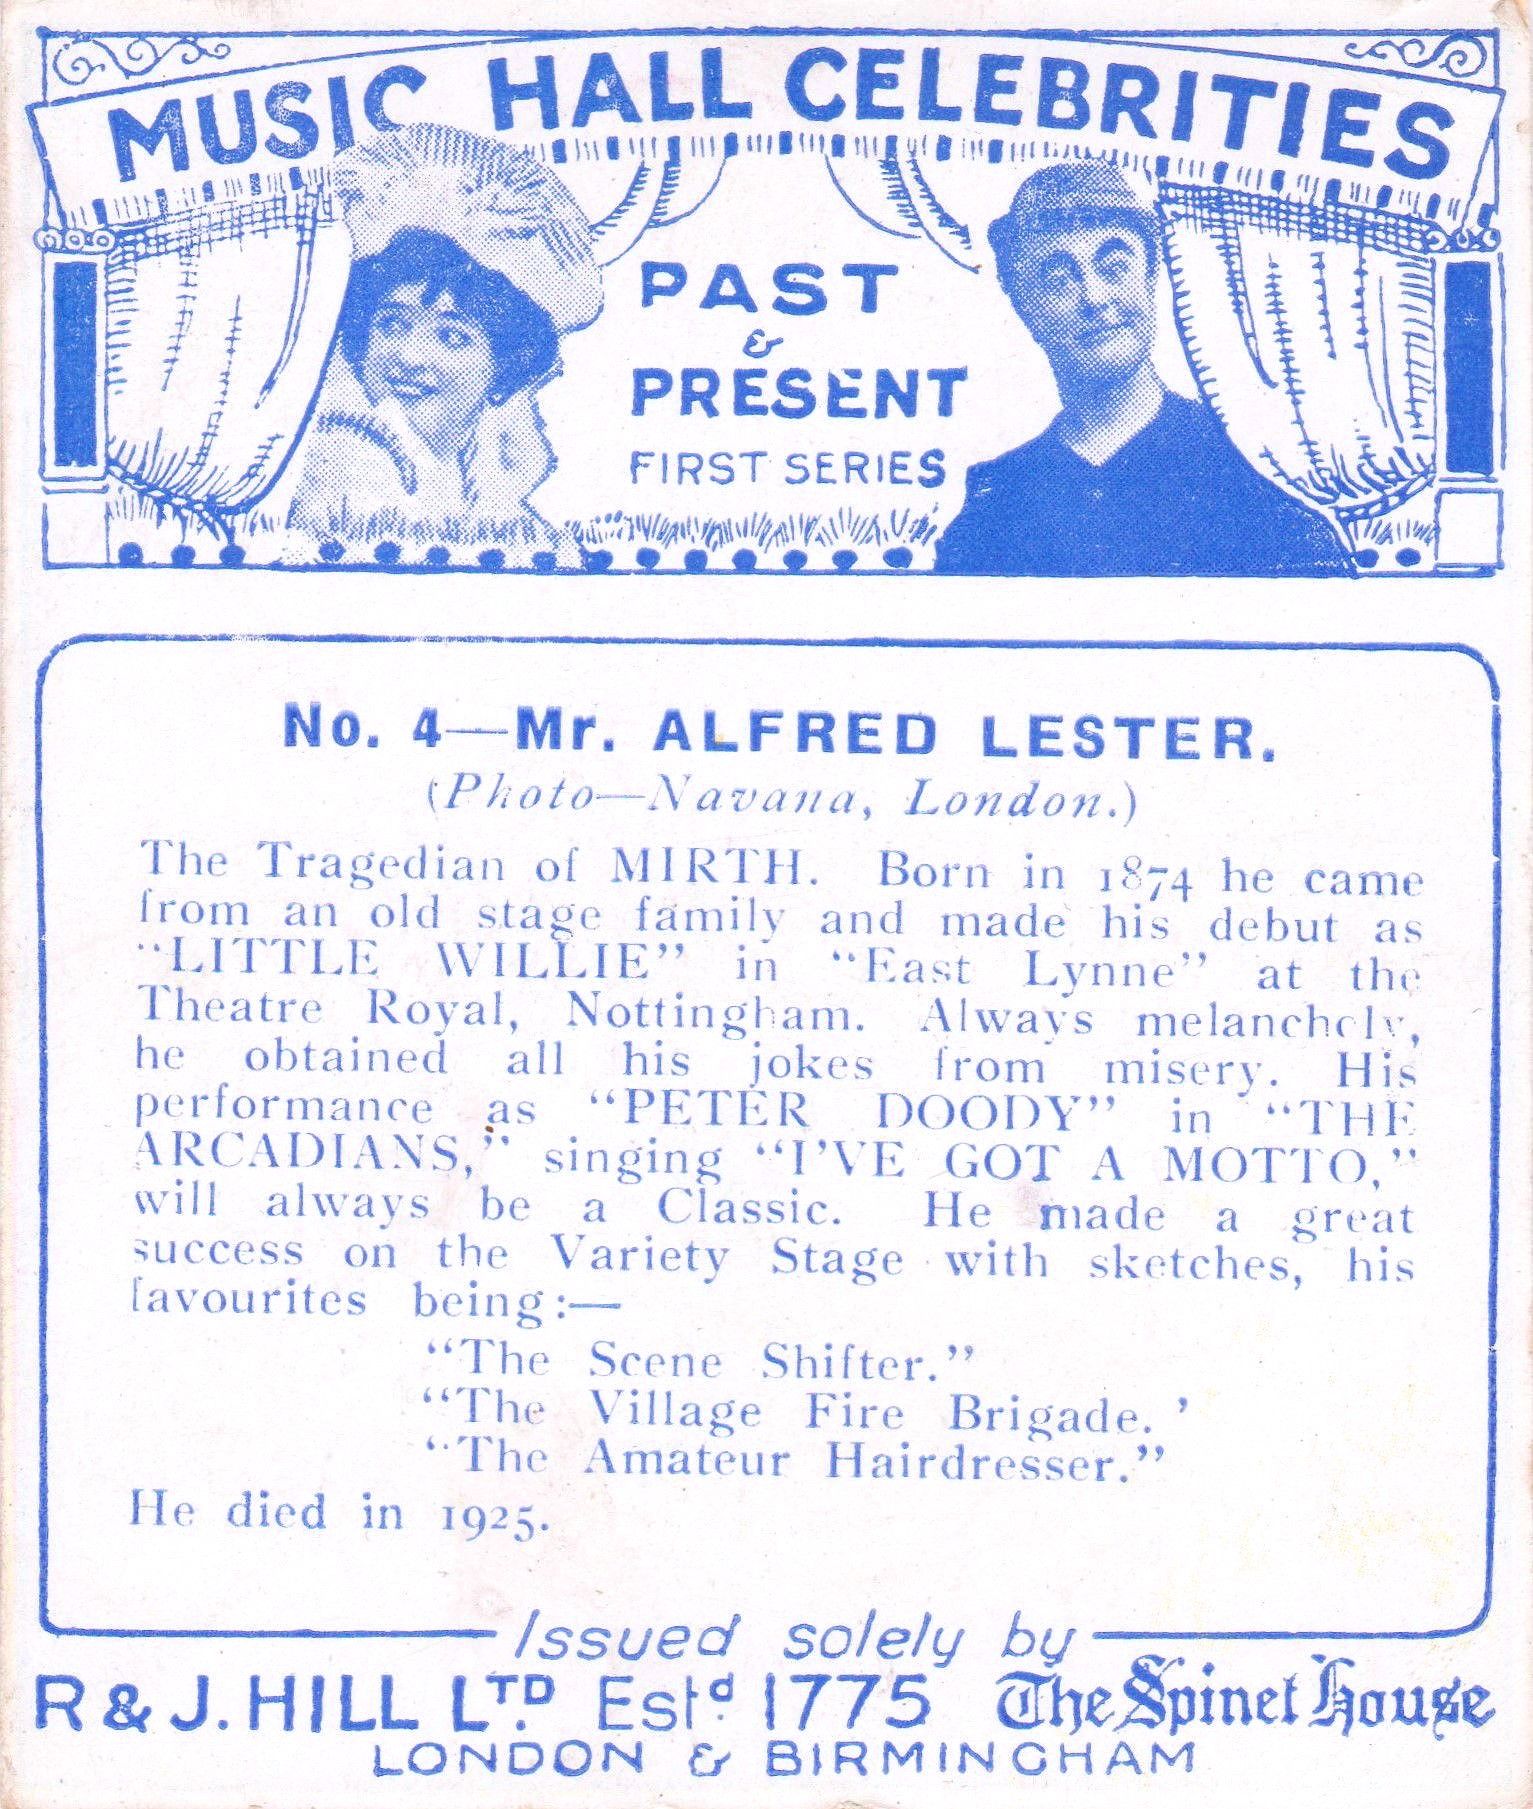 MUSIC HALL CELEBRITIES
PAST
&
PRESENT
FIRST SERIES
No. 4—Mr. ALFRED LESTER.
(Photo—Navana, London.)
The Tragedian of MIRTH. Born in 1874 he came
from an old stage family and made his debut as
"LITTLE WILLIE" in "East Lynne" at the
Theatre Royal, Nottingham. Always melancholy,
he obtained all his jokes from misery. His
performance as "PETER DOODY" in "THE
ARCADIANS," singing "I'VE GOT A MOTTO,"
will always be a Classic. He made a great
success on the Variety Stage with sketches, his
favourites being:—
"The Scene Shifter."
"The Village Fire Brigade.'
"The Amateur Hairdresser."
He died in 1925.
Issued solely by
R & J. HILL LTD Estd. 1775 The Spinet House
LONDON & BIRMINGHAM